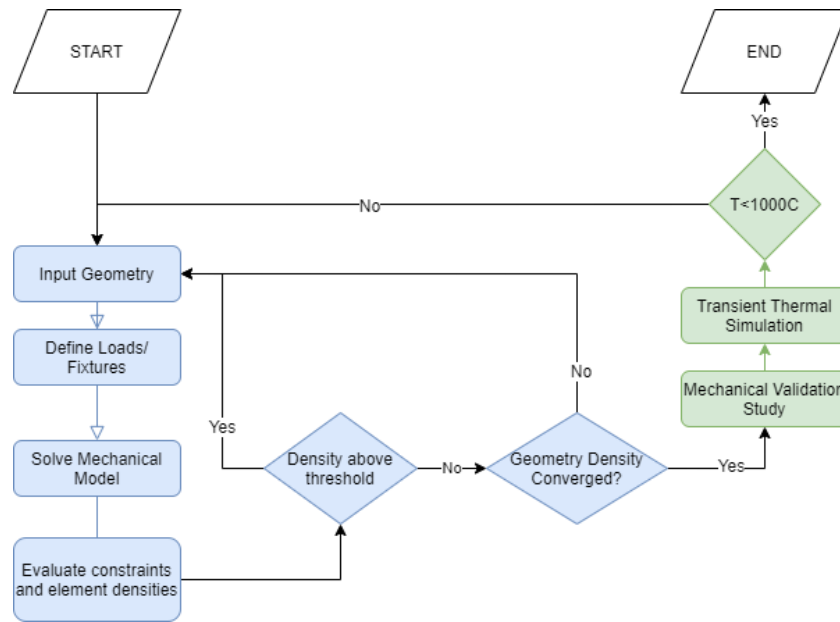 START
END
Yes
T<1000C
No
Input Geometry
Transient Thermal
Simulation
Define Loads/
Fixtures
No
Mechanical Validation
Study
Yes
Solve Mechanical
Model
Density above
threshold
No
Geometry Density
Converged?
Yes
Evaluate constraints
and element densities